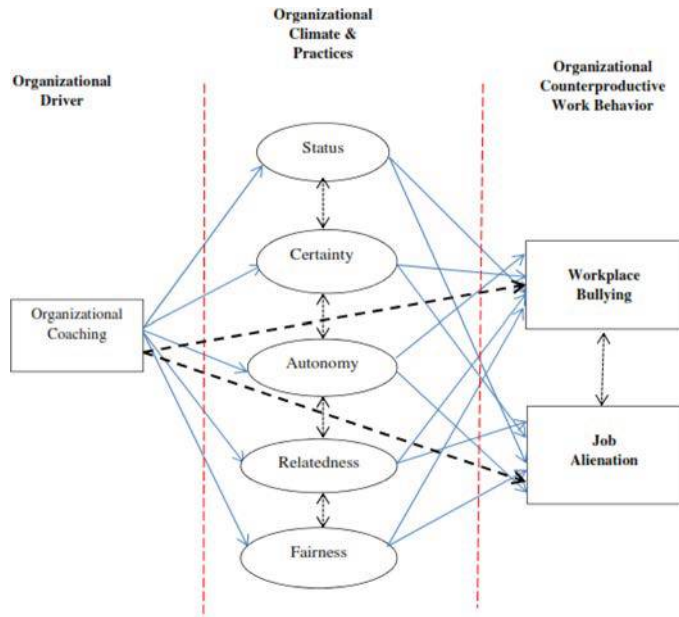 Organizational
Climate &
Practices
Organizational
Driver
Organizational
Counterproductive
Work Behavior
Status
Certainty
Workplace
Bullying
Organizational
Coaching
Autonomy
Job
Alienation
Relatedness
Fairness